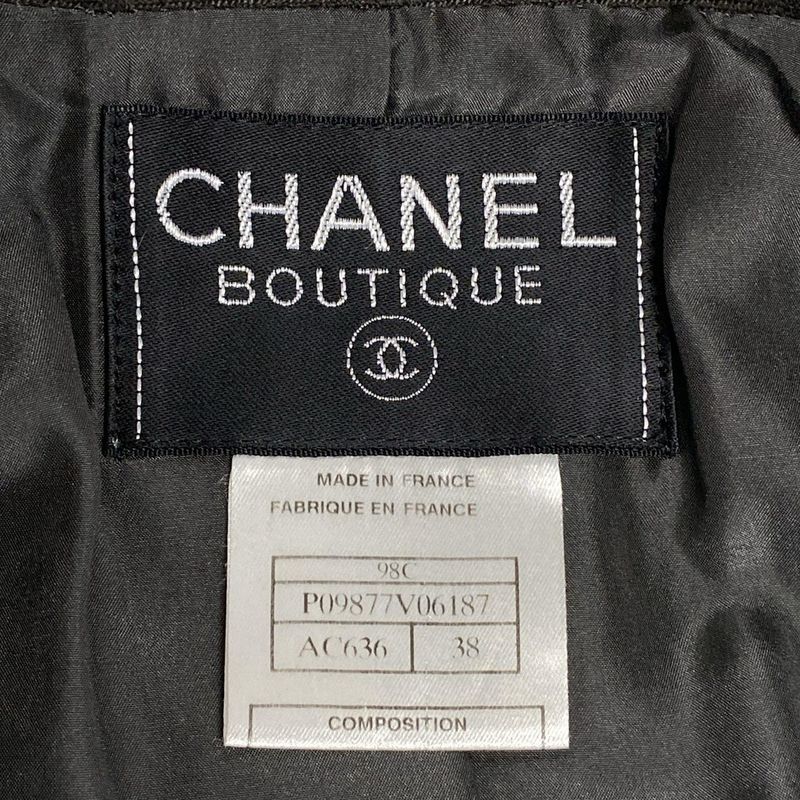 CHANEL
BOUTIQUE
MADE IN FRANCE
FABRIQUE EN FRANCE
98C
P09877V06187
AC636 38
COMPOSITION